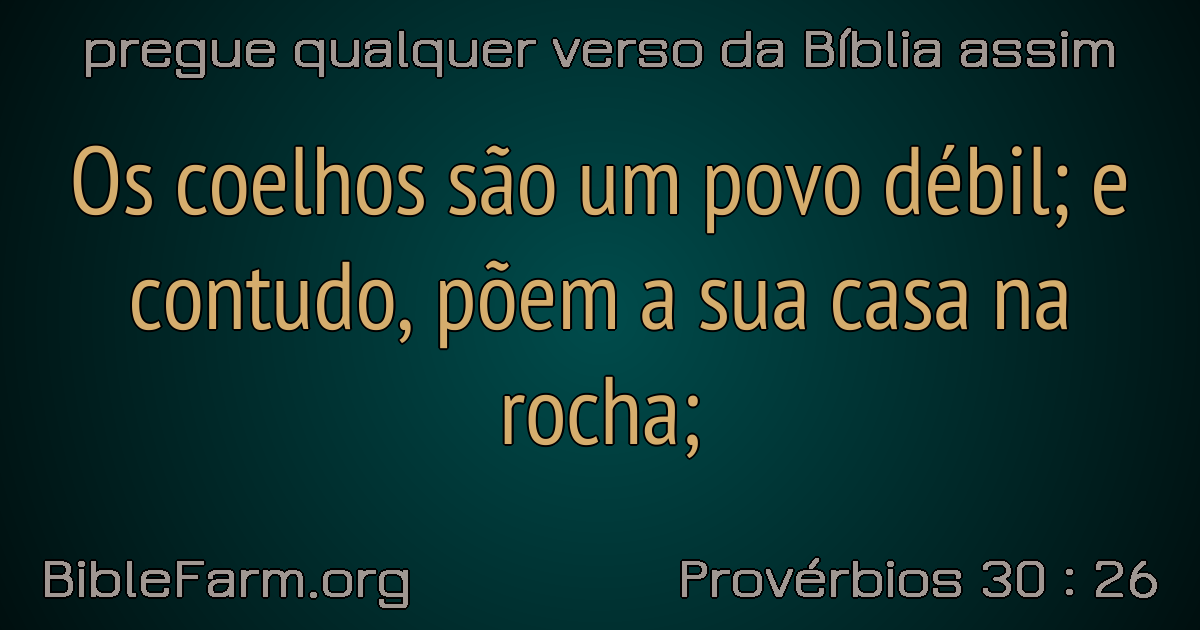 pregue qualquer verso da Bíblia assim
Os coelhos são um povo débil; e
contudo, põem a sua casa na
rocha;
BibleFarm.org
Provérbios 30 : 26